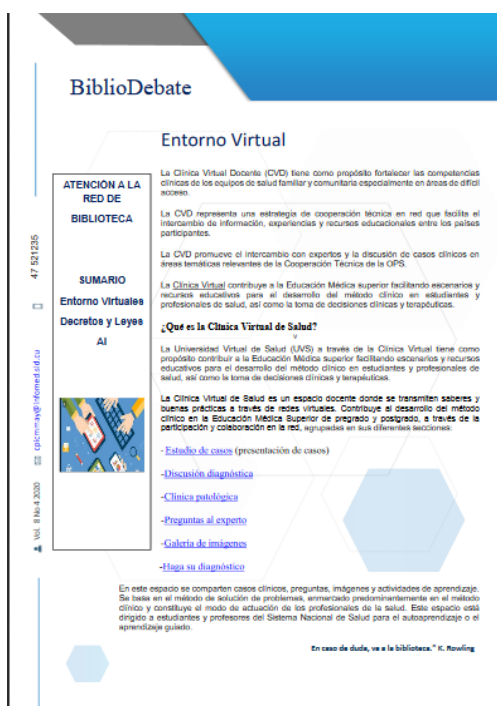 BiblioDebate
Entorno Virtual
ATENCIÓN A LA
RED DE
BIBLIOTECA
SUMARIO
Entorno Virtuales
Decretos y Leyes
AI
47 521235
cpicmmay@infomed.sld.cu
Vol. 8 No 4 2020
La Clínica Virtual Docente (CVD) tiene como propósito fortalecer las competencias
clínicas de los equipos de salud familiar y comunitaria especialmente en áreas de difícil
acceso.
La CVD representa una estrategia de cooperación técnica en red que facilita el
intercambio de información, experiencias y recursos educacionales entre los países
participantes.
La CVD promueve el intercambio con expertos y la discusión de casos clínicos en
áreas temáticas relevantes de la Cooperación Técnica de la OPS.
La Clínica Virtual contribuye a la Educación Médica superior facilitando escenarios y
recursos educativos para el desarrollo del método clínico en estudiantes y
profesionales de salud, así como la toma de decisiones clínicas y terapéuticas.
¿Qué es la Clínica Virtual de Salud?
v
La Universidad Virtual de Salud (UVS) a través de la Clínica Virtual tiene como
propósito contribuir a la Educación Médica superior facilitando escenarios y recursos
educativos para el desarrollo del método clínico en estudiantes y profesionales de
salud, así como la toma de decisiones clínicas y terapéuticas.
La Clínica Virtual de Salud es un espacio docente donde se transmiten saberes y
buenas prácticas a través de redes virtuales. Contribuye al desarrollo del método
clínico en la Educación Médica Superior de pregrado y postgrado, a través de la
participación y colaboración en la red, agrupadas en sus diferentes secciones:
-Estudio de casos (presentación de casos)
-Discusión diagnóstica
-Clínica patológica
-Preguntas al experto
-Galería de imágenes
-Haga su diagnóstico
En este espacio se comparten casos clínicos, preguntas, imágenes y actividades de aprendizaje.
Se basa en el método de solución de problemas, enmarcado predominantemente en el método
clínico y constituye el modo de actuación de los profesionales de la salud. Este espacio está
dirigido a estudiantes y profesores del Sistema Nacional de Salud para el autoaprendizaje o el
aprendizaje guiado.
En caso de duda, ve a la biblioteca." K. Rowling